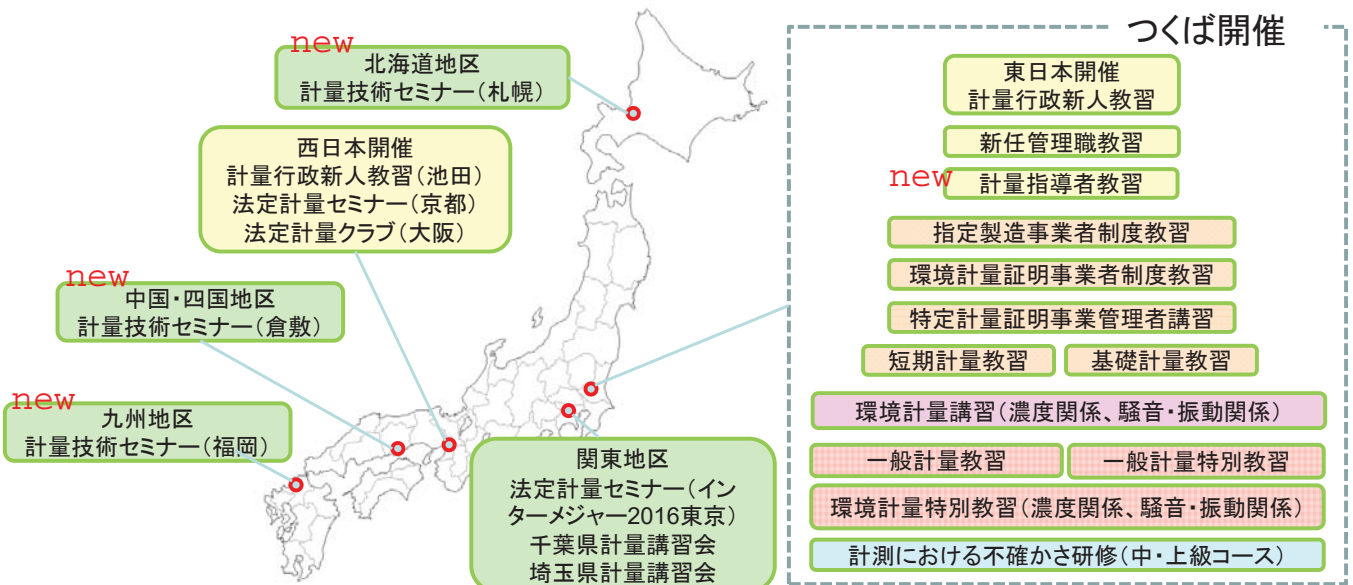 new
北海道地区
計量技術セミナー(札幌)
西日本開催
計量行政新人教習(池田)
法定計量セミナー(京都)
法定計量クラブ(大阪)
new
中国・四国地区
計量技術セミナー(倉敷)
new
九州地区
計量技術セミナー(福岡)
関東地区
法定計量セミナー(イン
ターメジャー2016東京)
千葉県計量講習会
埼玉県計量講習会
つくば開催
東日本開催
計量行政新人教習
新任管理職教習
new
計量指導者教習
指定製造事業者制度教習
環境計量証明事業者制度教習
特定計量証明事業管理者講習
短期計量教習
基礎計量教習
環境計量講習(濃度関係、騒音・振動関係)
一般計量教習
一般計量特別教習
環境計量特別教習(濃度関係、騒音・振動関係)
計測における不確かさ研修(中・上級コース)